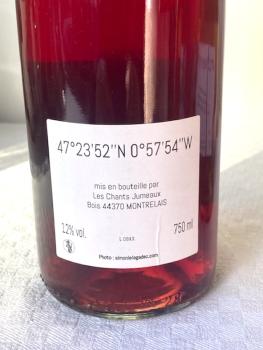 47°23'52"N 0°57'54"W
mis en bouteille par
Les Chants Jumeaux
Bois 44370 MONTRELAIS
12% vol.
750 ml
Photo : simonlelagadec.com